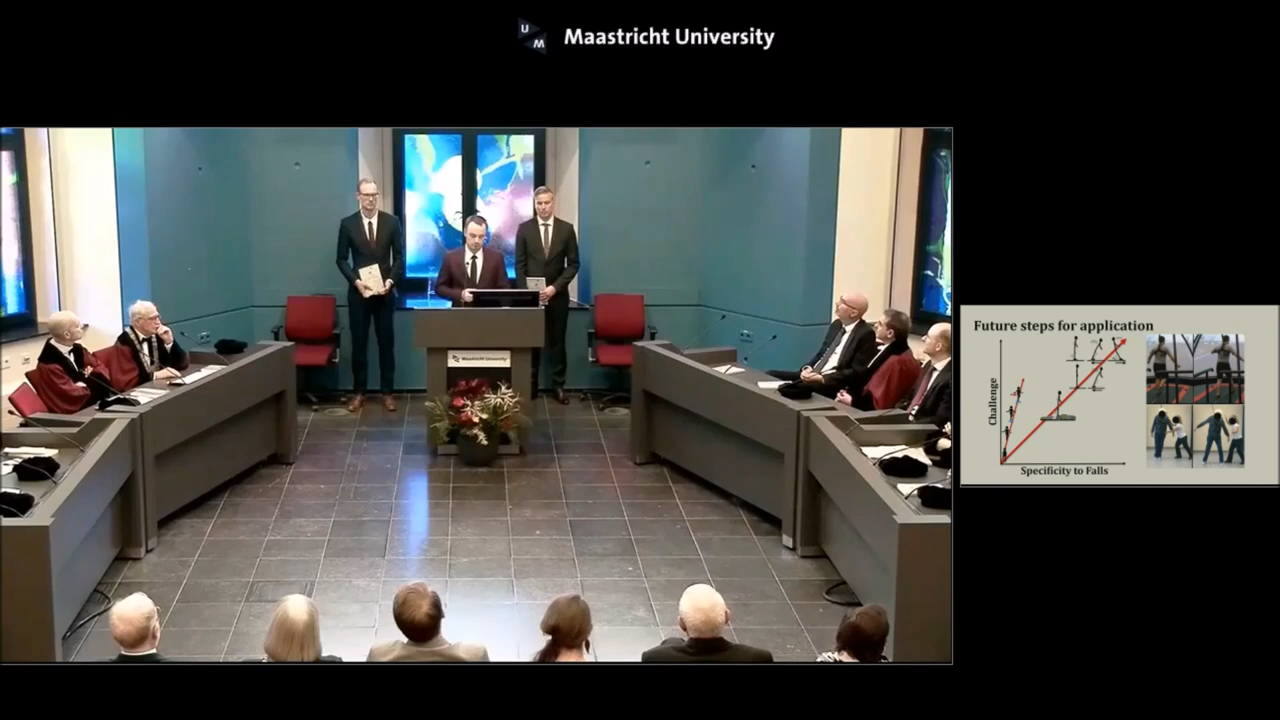 U
M
Maastricht University
Maastricht University
Future steps for application
Challenge
Specificity to Falls